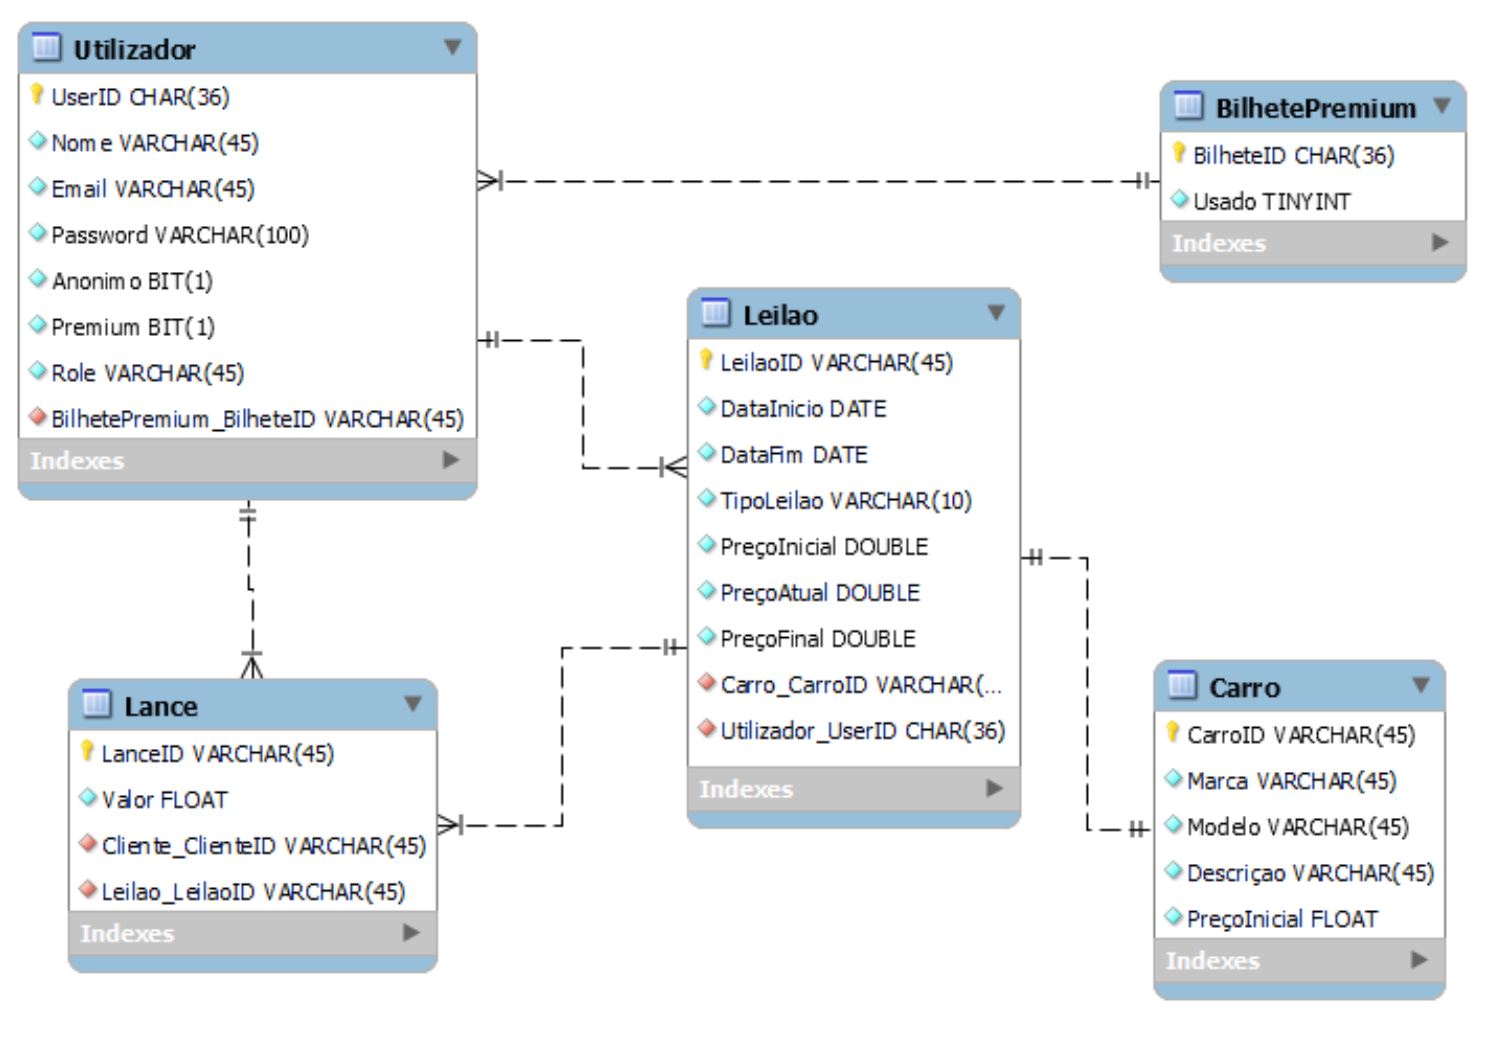 Utilizador
UserID CHAR(36)
Nome VARCHAR(45)
Email VARCHAR(45)
Password VARCHAR(100)
Anonimo BIT(1)
Premium BIT(1)
Role VARCHAR(45)
BilhetePremium_BilheteID VARCHAR(45)
Indexes
BilhetePremium
BilheteID CHAR(36)
Usado TINYINT
Indexes
Leilao
LeilaoID VARCHAR(45)
DataInicio DATE
DataFim DATE
TipoLeilao VARCHAR(10)
PreçoInicial DOUBLE
PreçoAtual DOUBLE
PreçoFinal DOUBLE
Carro_CarroID VARCHAR(...
Utilizador_UserID CHAR(36)
Indexes
Lance
LanceID VARCHAR(45)
Valor FLOAT
Cliente_ClienteID VARCHAR(45)
Leilao_LeilaoID VARCHAR(45)
Indexes
Carro
CarroID VARCHAR(45)
Marca VARCHAR(45)
Modelo VARCHAR(45)
Descriçao VARCHAR(45)
PreçoInicial FLOAT
Indexes